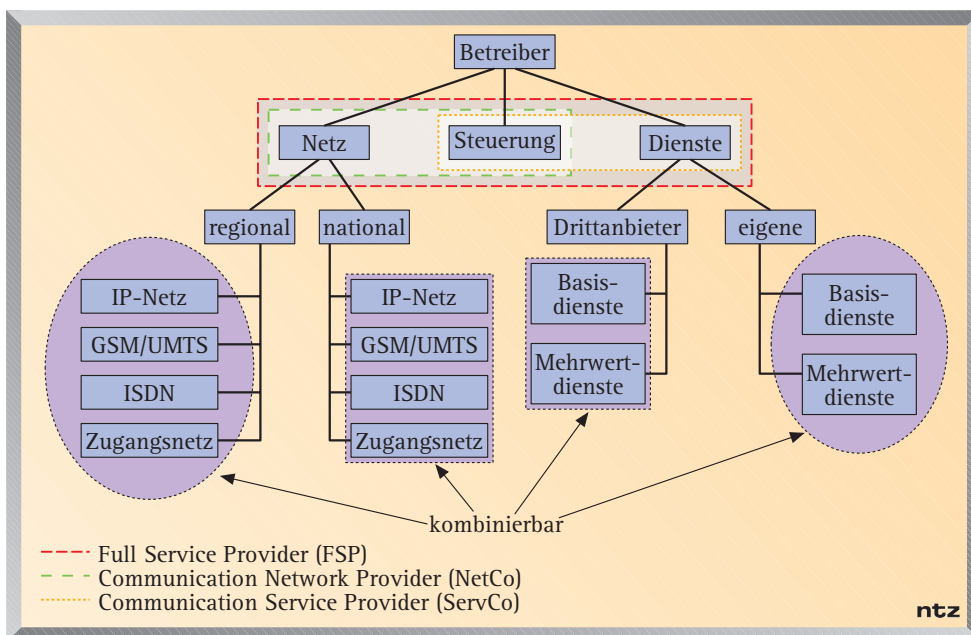 Betreiber
Netz
Steuerung
Dienste
regional
national
Drittanbieter
eigene
IP-Netz
GSM/UMTS
ISDN
Zugangsnetz
IP-Netz
GSM/UMTS
ISDN
Zugangsnetz
Basis-
dienste
Mehrwert-
dienste
Basis-
dienste
Mehrwert-
dienste
kombinierbar
Full Service Provider (FSP)
Communication Network Provider (NetCo)
Communication Service Provider (ServCo)
ntz